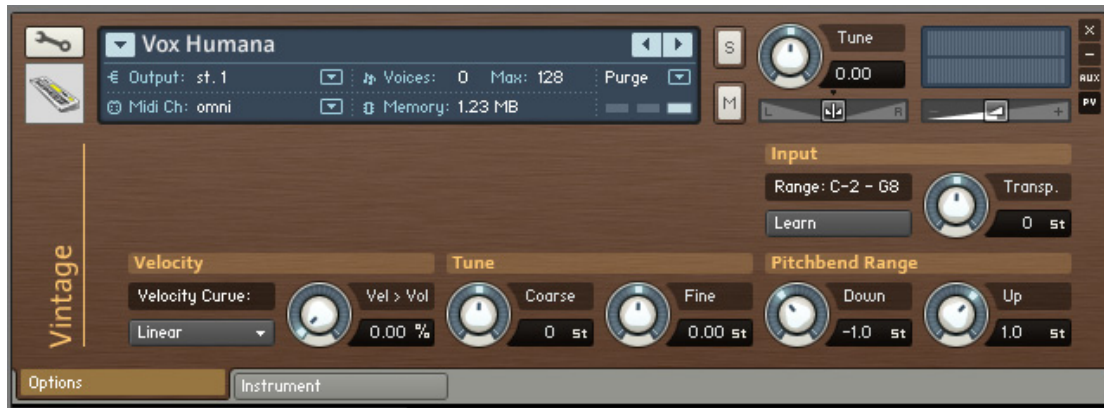 Vox Humana
Output: st. 1
Voices: 0 Max: 128
Purge
Midi Ch: omni
Memory: 1.23 MB
S
M
Tune
0.00
L R
- +
X
-
AUX
PV
Input
Range: C-2 - G8
Transp.
Learn
0 st
Vintage
Velocity
Tune
Pitchbend Range
Velocity Curve:
Vel > Vol
Coarse
Fine
Down
Up
Linear
0.00 %
0 st
0.00 st
-1.0 st
1.0 st
Options
Instrument